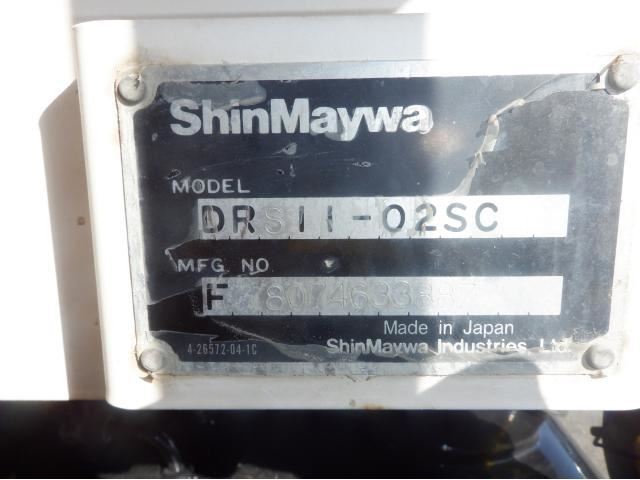 ShinMaywa
MODEL
DRS11-02SC
MFG NO
F
Made in Japan
4-26572-04-1C
ShinMaywa Industries, Ltd.